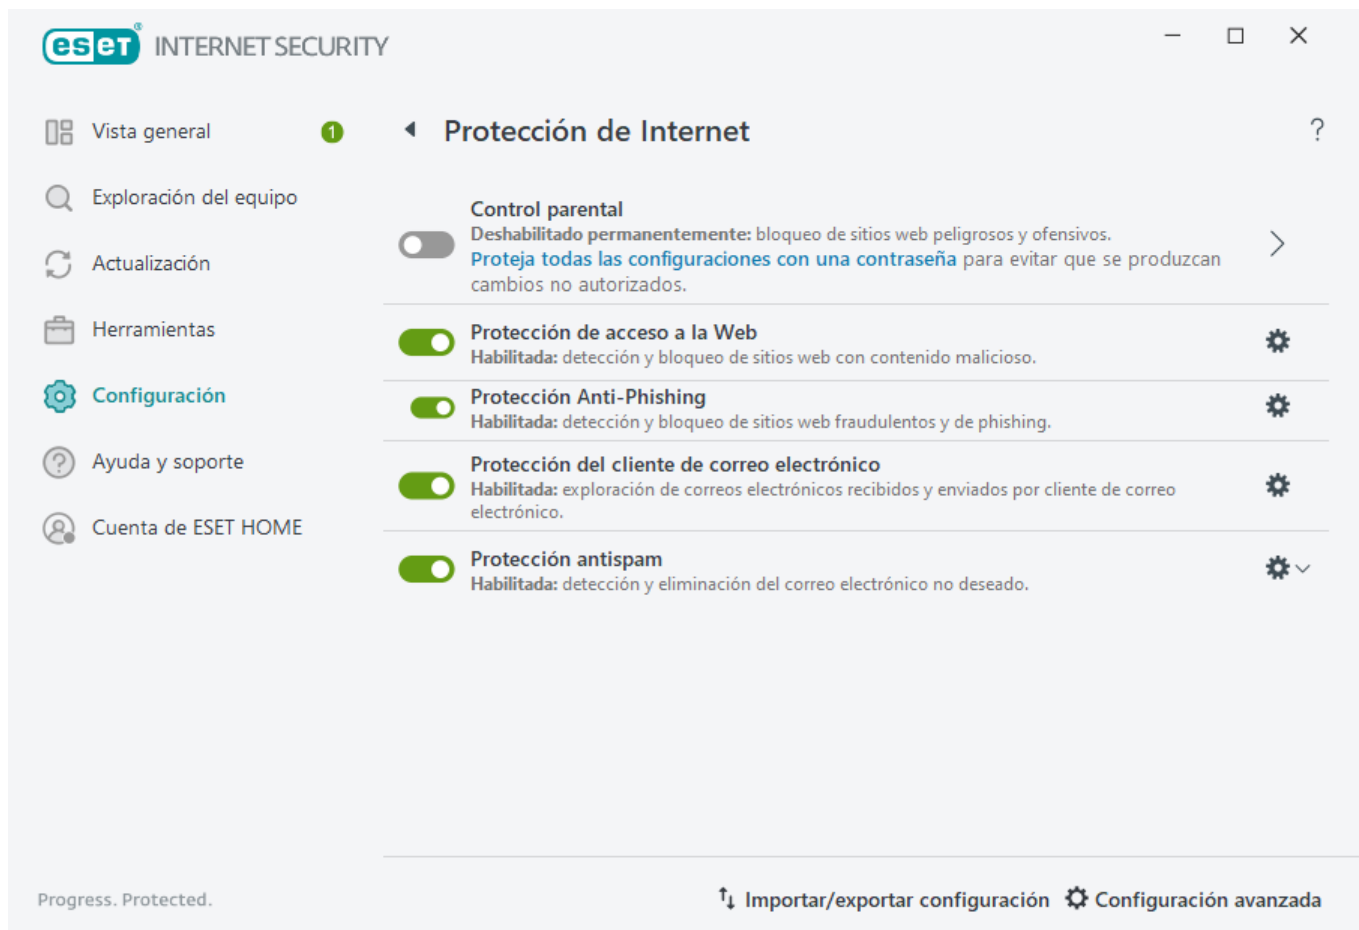 eset® INTERNET SECURITY
Vista general 1
Exploración del equipo
Actualización
Herramientas
Configuración
Ayuda y soporte
Cuenta de ESET HOME
Protección de Internet ?
Control parental
Deshabilitado permanentemente: bloqueo de sitios web peligrosos y ofensivos.
Proteja todas las configuraciones con una contraseña para evitar que se produzcan
cambios no autorizados.
Protección de acceso a la Web
Habilitada: detección y bloqueo de sitios web con contenido malicioso.
Protección Anti-Phishing
Habilitada: detección y bloqueo de sitios web fraudulentos y de phishing.
Protección del cliente de correo electrónico
Habilitada: exploración de correos electrónicos recibidos y enviados por cliente de correo
electrónico.
Protección antispam
Habilitada: detección y eliminación del correo electrónico no deseado.
Progress. Protected.
Importar/exportar configuración Configuración avanzada